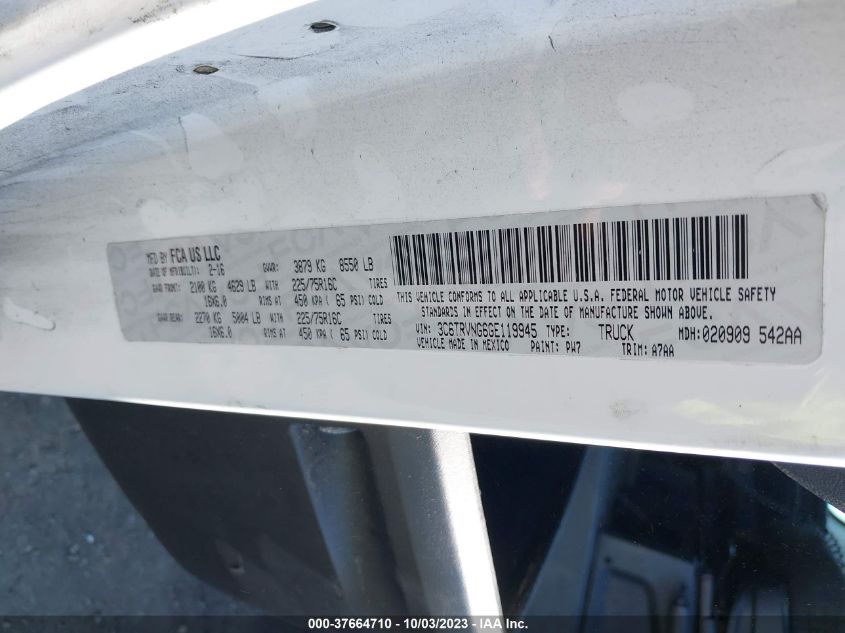 MFD BY FCA US LLC
DATE OF MFR(BUILT): 2-16 GVWR: 3879 KG 8550 LB
GAWR FRONT: 2100 KG 4629 LB WITH 225/75R16C TIRES
16X6.0 RIMS AT 450 KPA ( 65 PSI) COLD
GAWR REAR: 2270 KG 5004 LB WITH 225/75R16C TIRES
16X6.0 RIMS AT 450 KPA ( 65 PSI) COLD
THIS VEHICLE CONFORMS TO ALL APPLICABLE U.S.A. FEDERAL MOTOR VEHICLE SAFETY
STANDARDS IN EFFECT ON THE DATE OF MANUFACTURE SHOWN ABOVE.
VIN: 3C6TRVNG6GE119945 TYPE: TRUCK MDH:020909 542AA
VEHICLE MADE IN MEXICO PAINT: PW7 TRIM: A7AA
000-37664710 - 10/03/2023 - IAA Inc.